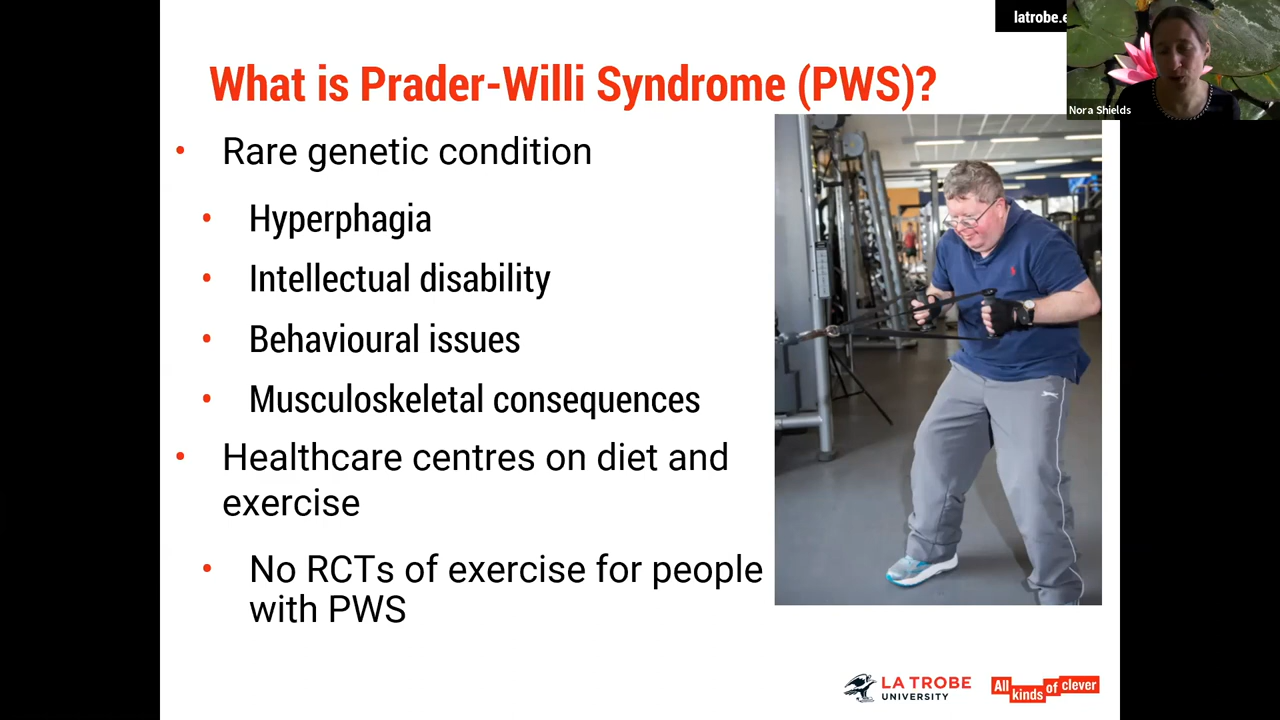 latrobe.e
Nora Shields
What is Prader-Willi Syndrome (PWS)?
• Rare genetic condition
• Hyperphagia
• Intellectual disability
• Behavioural issues
• Musculoskeletal consequences
• Healthcare centres on diet and
exercise
• No RCTs of exercise for people
with PWS
LA TROBE
UNIVERSITY
All kinds of clever